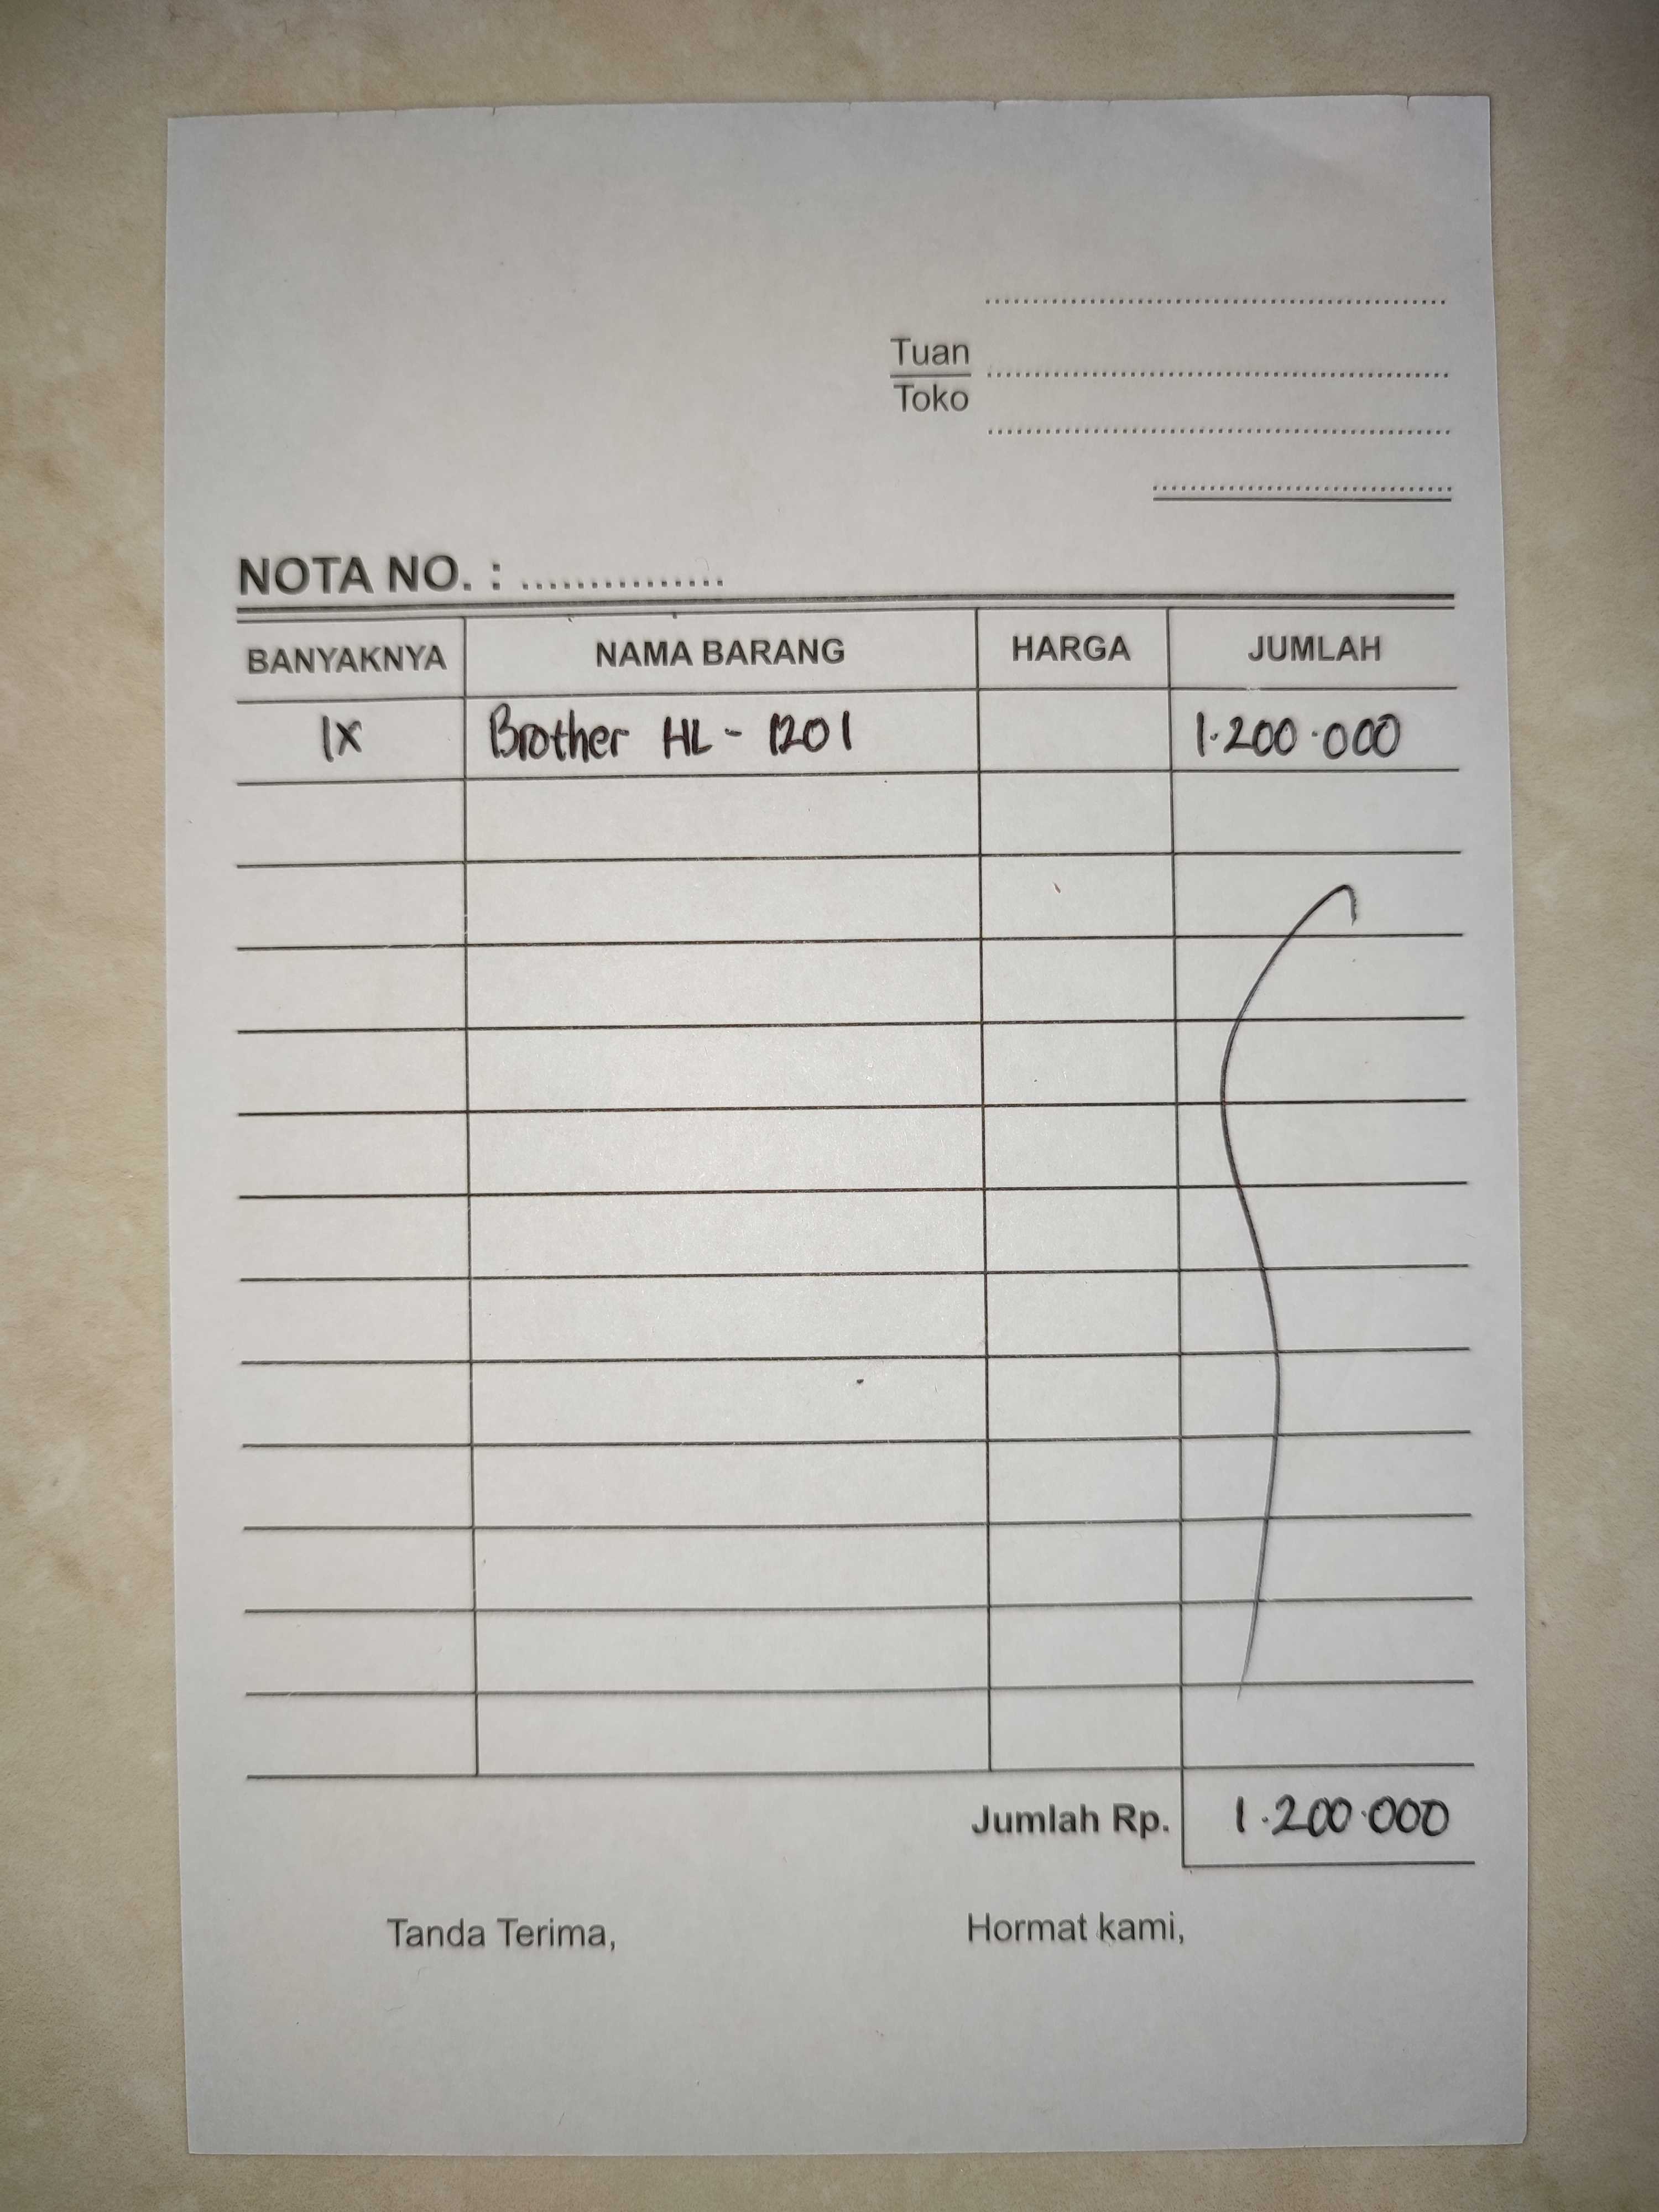 Tuan
Toko
NOTA NO. : ...............
BANYAKNYA NAMA BARANG HARGA JUMLAH
1x Brother HL - 1201 1.200.000
Jumlah Rp. 1.200.000
Tanda Terima, Hormat kami,